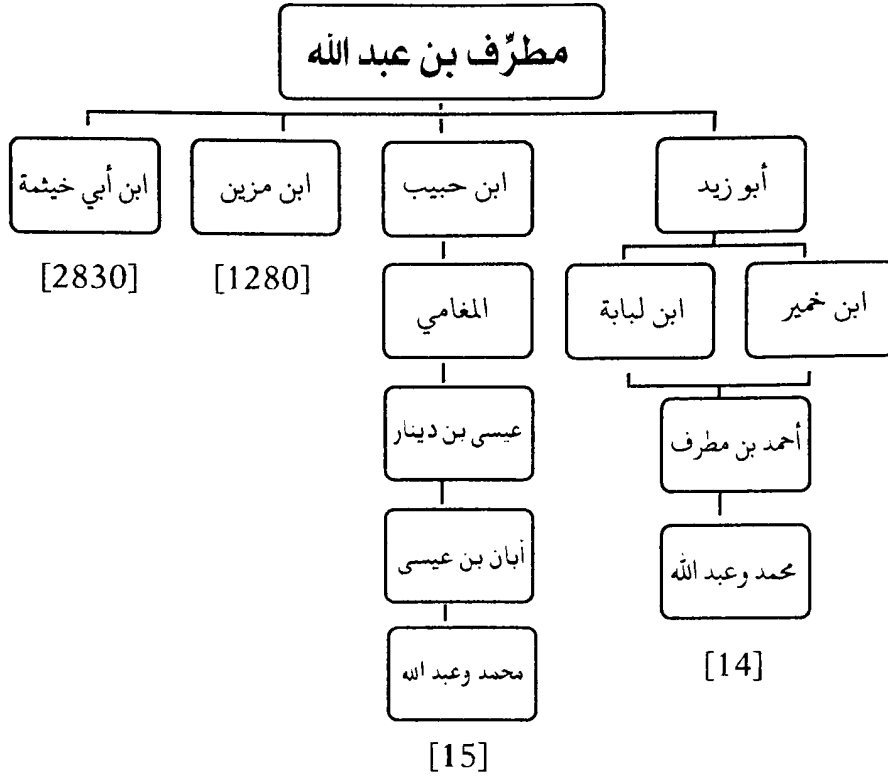 مطرِّف بن عبد الله
أبو زيد
ابن حبيب
ابن مزين
ابن أبي خيثمة
[1280]
[2830]
ابن خمير
ابن لبابة
المغامي
أحمد بن مطرف
عيسى بن دينار
محمد وعبد الله
أبان بن عيسى
[14]
محمد وعبد الله
[15]